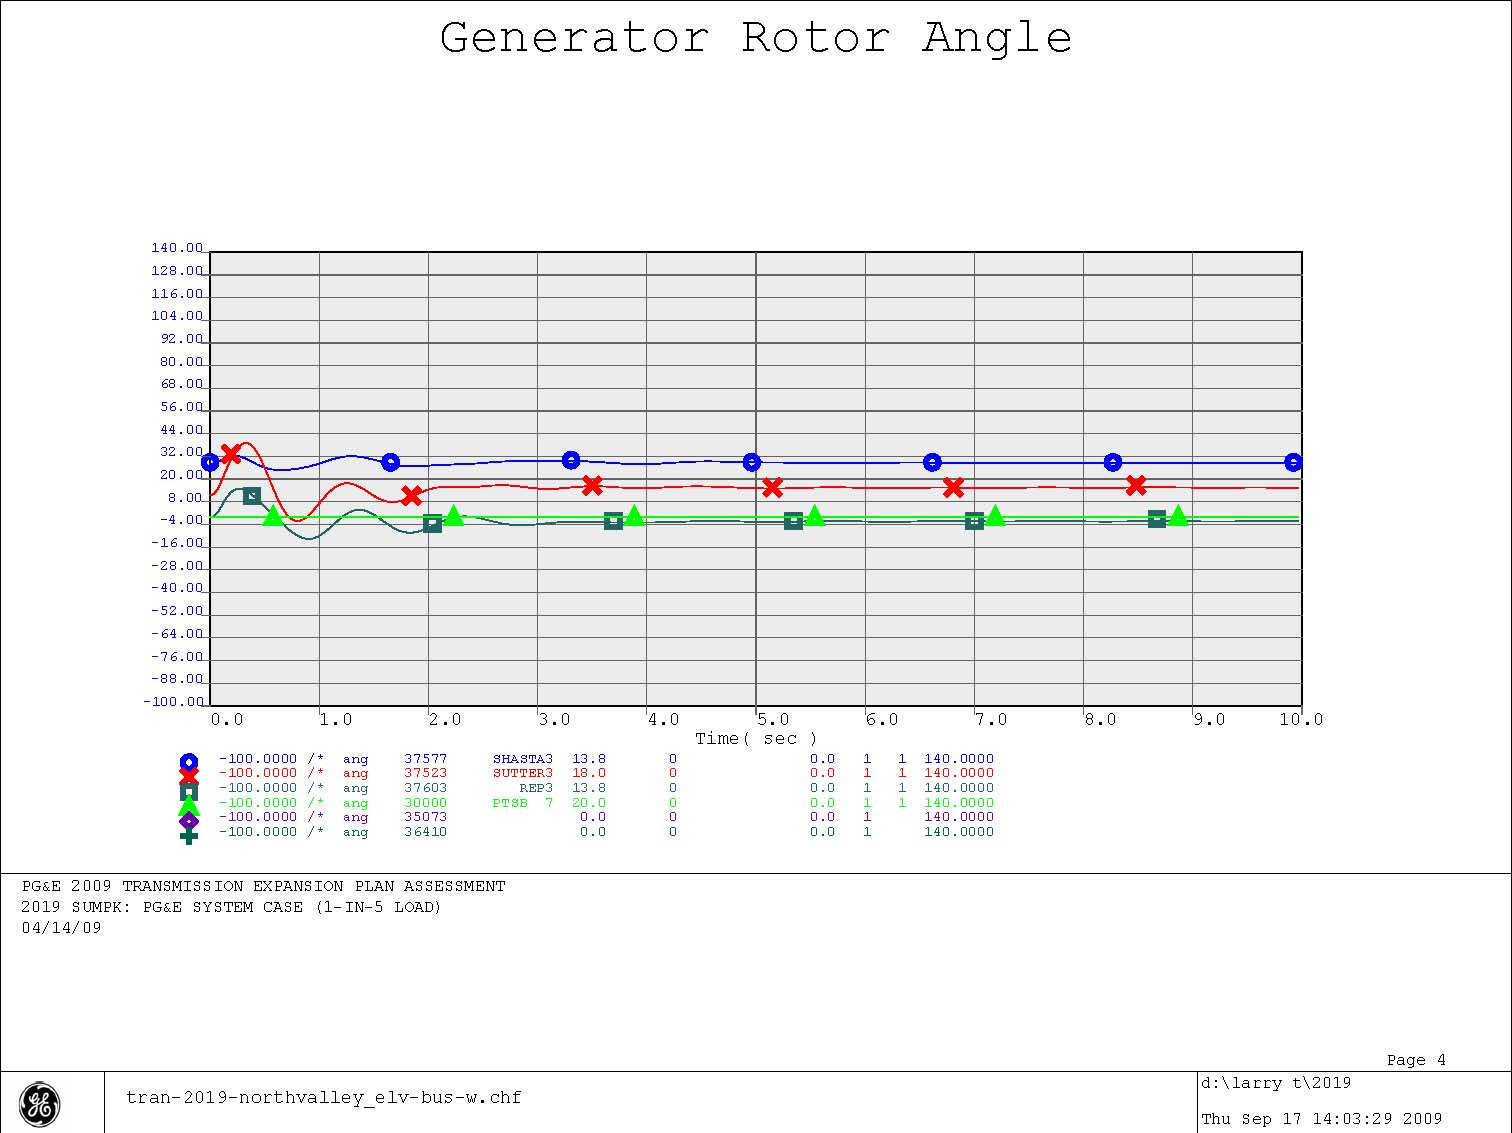 Generator Rotor Angle
140.00
128.00
116.00
104.00
92.00
80.00
68.00
56.00
44.00
32.00
20.00
8.00
-4.00
-16.00
-28.00
-40.00
-52.00
-64.00
-76.00
-88.00
-100.00
0.0 1.0 2.0 3.0 4.0 5.0 6.0 7.0 8.0 9.0 10.0
Time( sec )
-100.0000 /* ang 37577 SHASTA3 13.8 0 0.0 1 1 140.0000
-100.0000 /* ang 37523 SUTTER3 18.0 0 0.0 1 1 140.0000
-100.0000 /* ang 37603 REP3 13.8 0 0.0 1 1 140.0000
-100.0000 /* ang 30000 PTSB 7 20.0 0 0.0 1 1 140.0000
-100.0000 /* ang 35073 0.0 0 0.0 1 140.0000
-100.0000 /* ang 36410 0.0 0 0.0 1 140.0000
PG&E 2009 TRANSMISSION EXPANSION PLAN ASSESSMENT
2019 SUMPK: PG&E SYSTEM CASE (1-IN-5 LOAD)
04/14/09
Page 4
GE
tran-2019-northvalley_elv-bus-w.chf
d:\larry t\2019
Thu Sep 17 14:03:29 2009